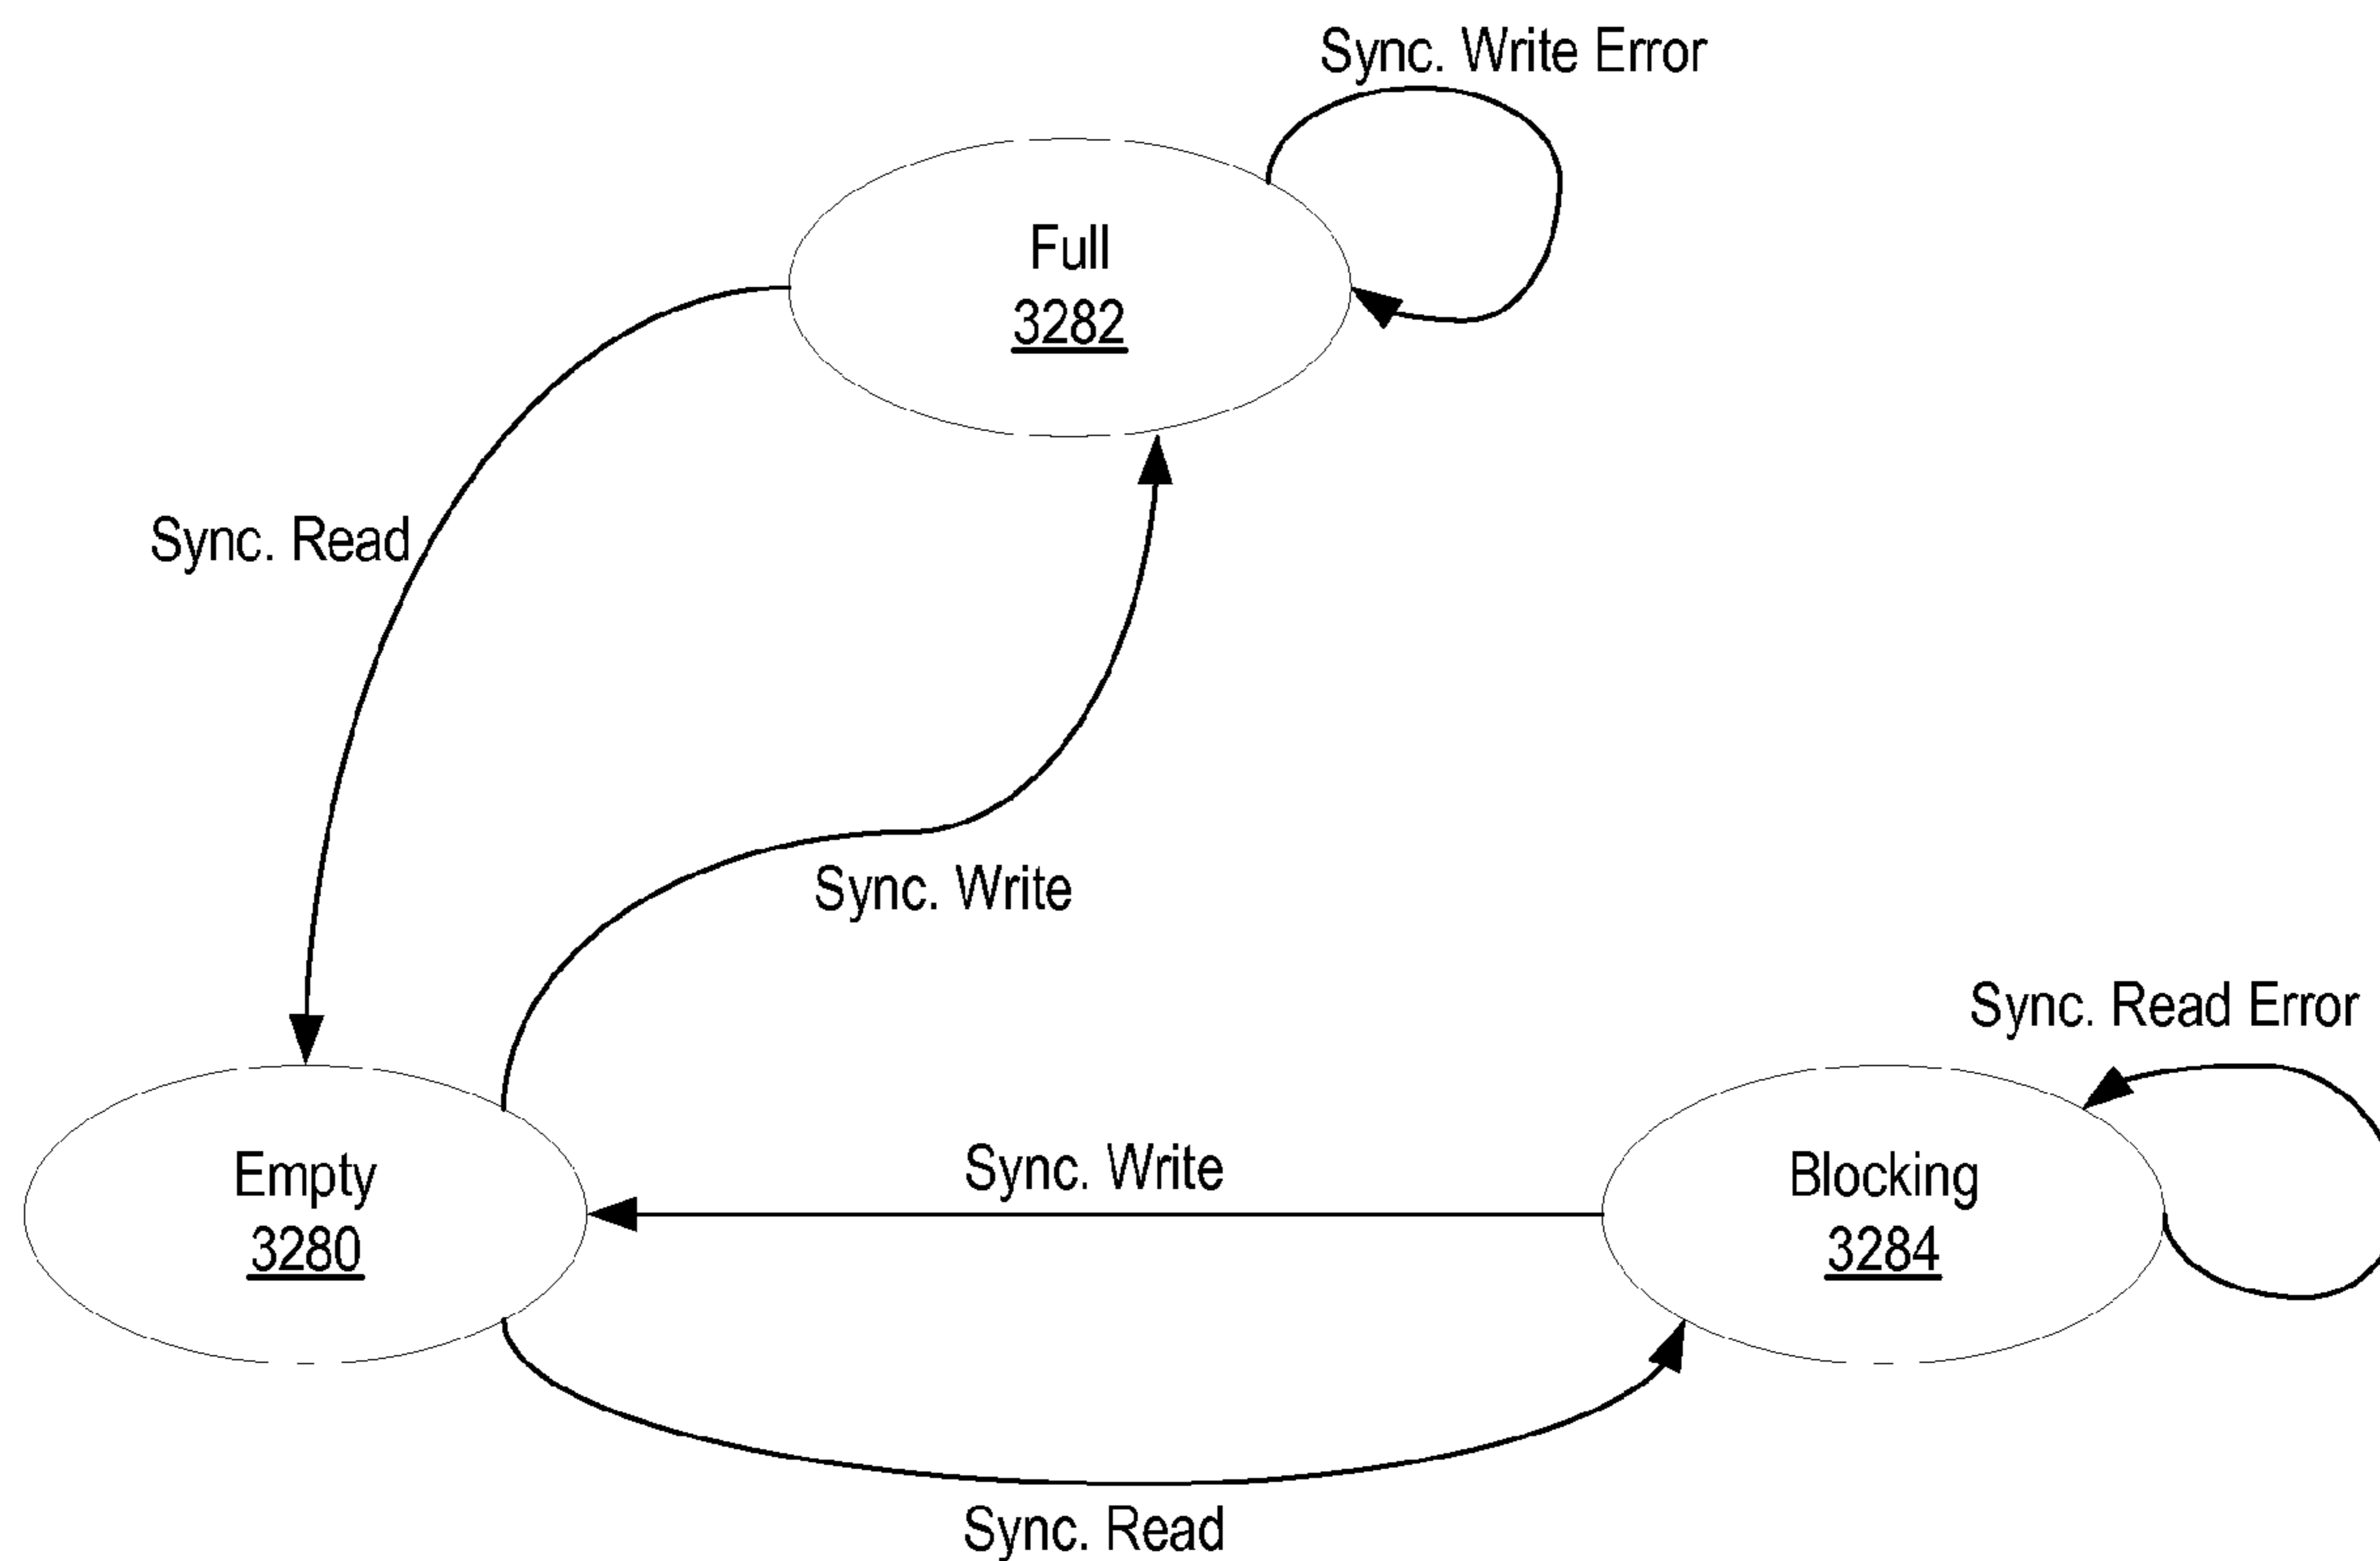 Sync. Write Error
Full
3282
Sync. Read
Sync. Write
Sync. Read Error
Empty
3280
Sync. Write
Blocking
3284
Sync. Read